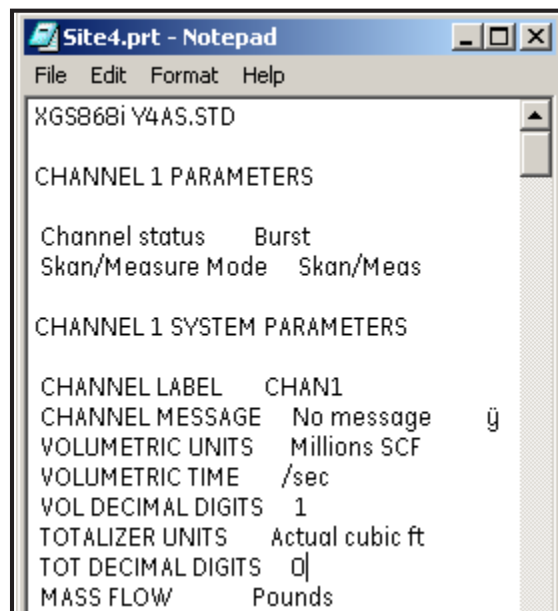 Site4.prt - Notepad
File Edit Format Help
XGS868i Y4AS.STD
CHANNEL 1 PARAMETERS
Channel status Burst
Skan/Measure Mode Skan/Meas
CHANNEL 1 SYSTEM PARAMETERS
CHANNEL LABEL CHAN1
CHANNEL MESSAGE No message ÿ
VOLUMETRIC UNITS Millions SCF
VOLUMETRIC TIME /sec
VOL DECIMAL DIGITS 1
TOTALIZER UNITS Actual cubic ft
TOT DECIMAL DIGITS 0
MASS FLOW Pounds